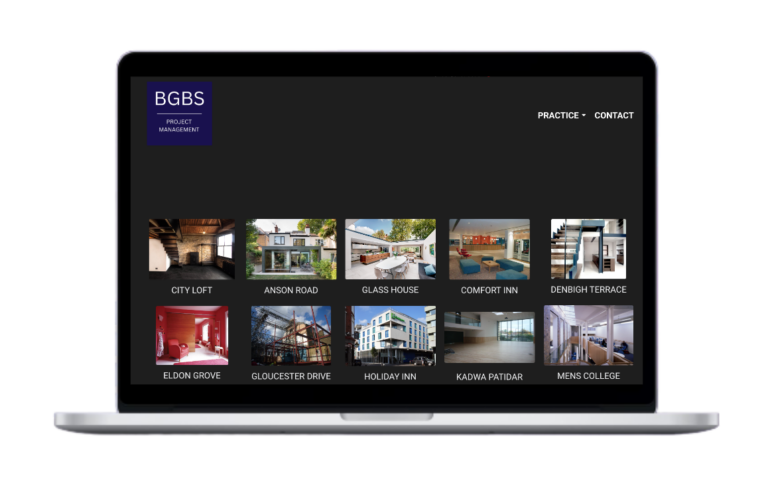 BGBS
PROJECT
MANAGEMENT
PRACTICE CONTACT
CITY LOFT
ANSON ROAD
GLASS HOUSE
COMFORT INN
DENBIGH TERRACE
ELDON GROVE
GLOUCESTER DRIVE
HOLIDAY INN
KADWA PATIDAR
MENS COLLEGE